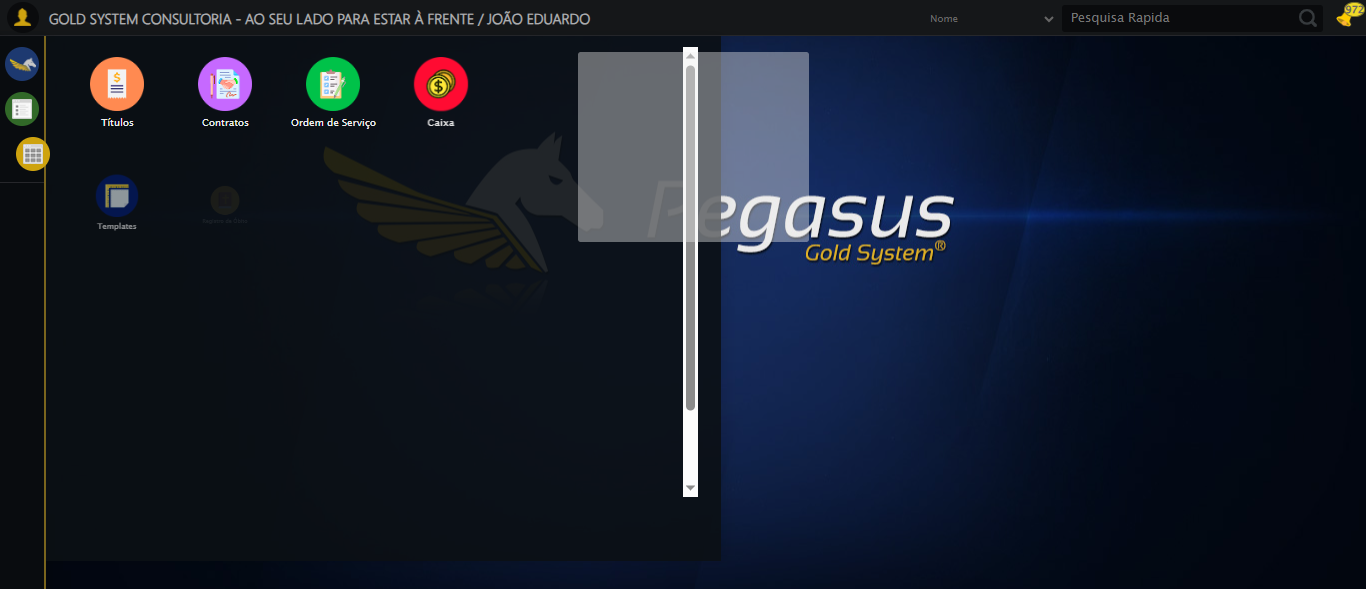 GOLD SYSTEM CONSULTORIA - AO SEU LADO PARA ESTAR À FRENTE / JOÃO EDUARDO
Nome
Pesquisa Rapida
972
Títulos
Contratos
Ordem de Serviço
Caixa
Templates
Pegasus
Gold System®